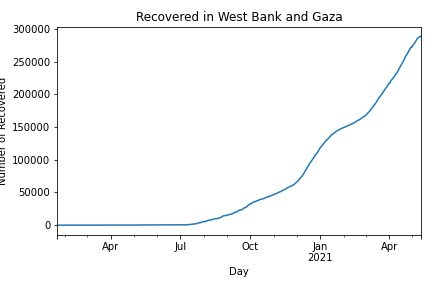 Recovered in West Bank and Gaza
Number of Recovered
300000
250000
200000
150000
100000
50000
0
Apr
Jul
Oct
Jan
2021
Apr
Day